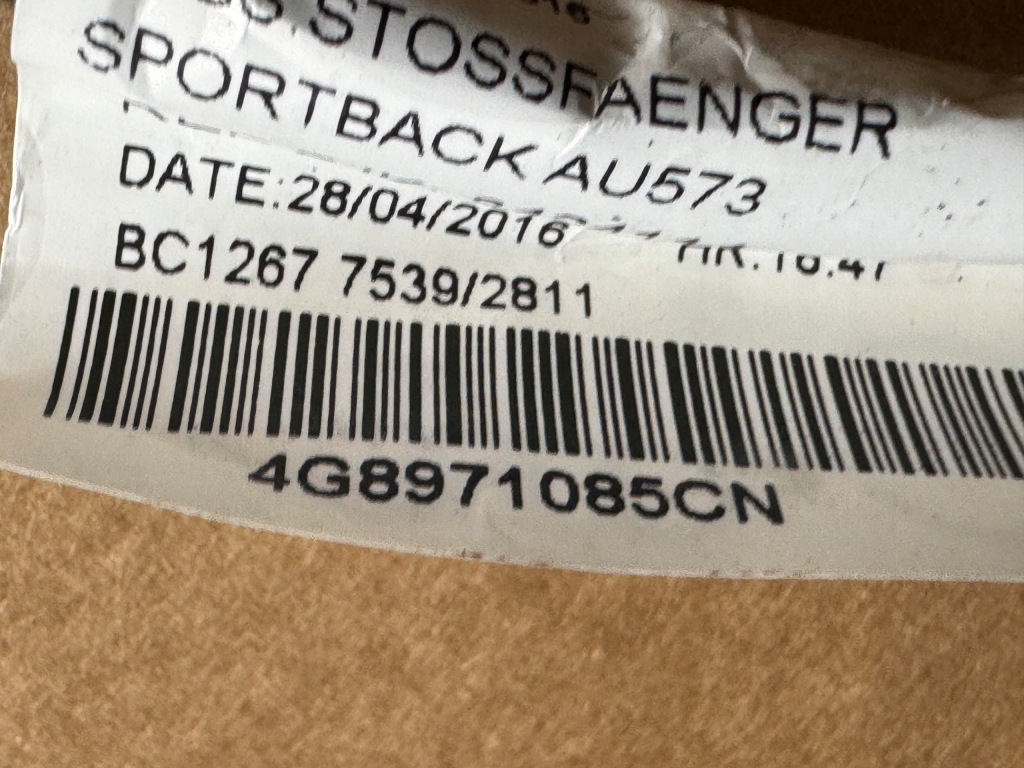 STOSSFAENGER
SPORTBACK AU573
DATE:28/04/2016
BC1267 7539/2811
4G8971085CN